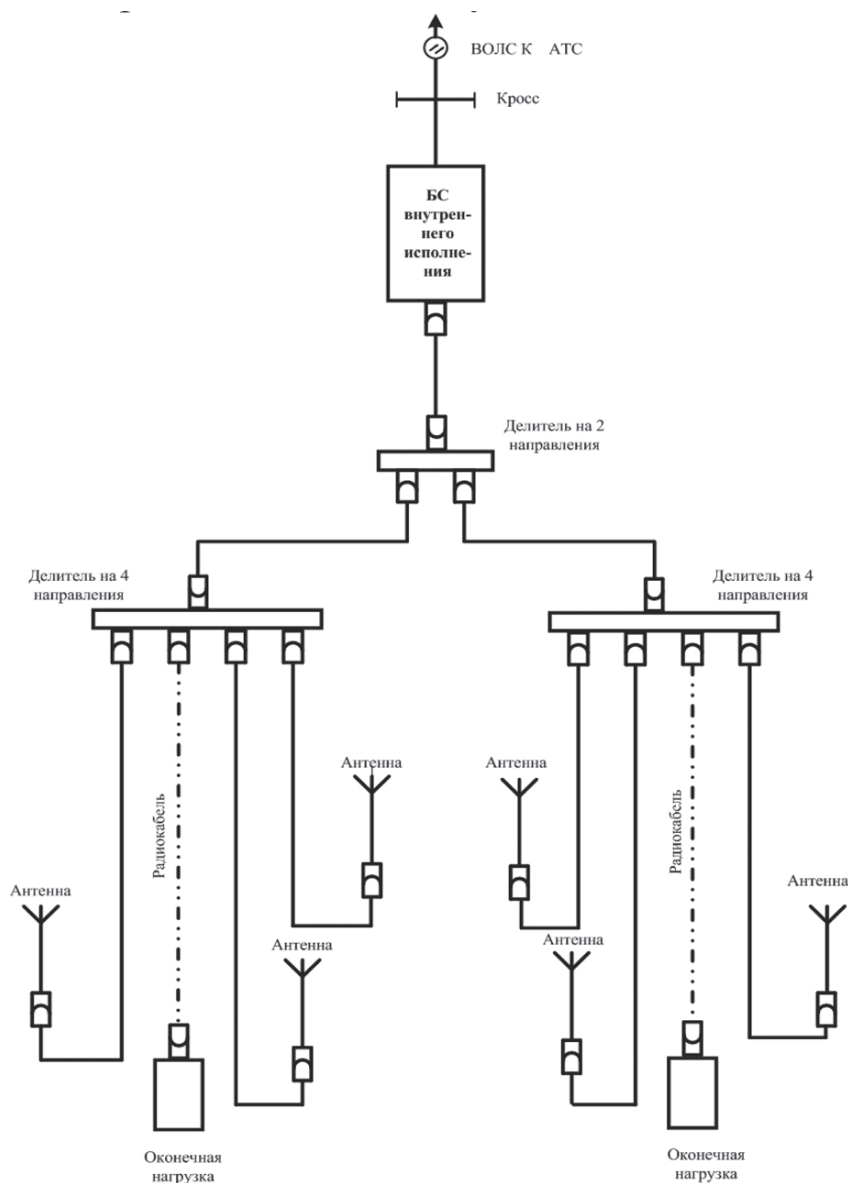 ВОЛС К АТС
Кросс
БС
внутрен-
него
исполне-
ния
Делитель на 2
направления
Делитель на 4
направления
Делитель на 4
направления
Антенна
Антенна
Радиокабель
Радиокабель
Антенна
Антенна
Антенна
Антенна
Оконечная
нагрузка
Оконечная
нагрузка